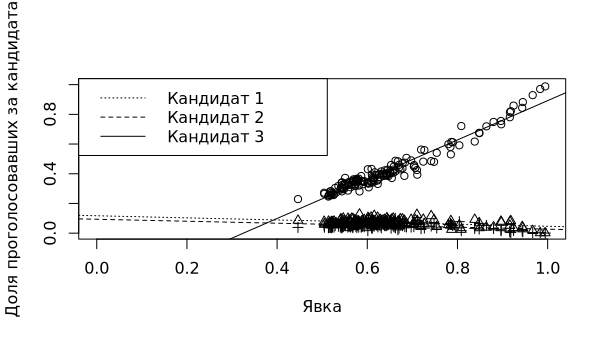 Доля проголосовавших за кандидата
0.0
0.4
0.8
Кандидат 1
Кандидат 2
Кандидат 3
0.0 0.2 0.4 0.6 0.8 1.0
Явка